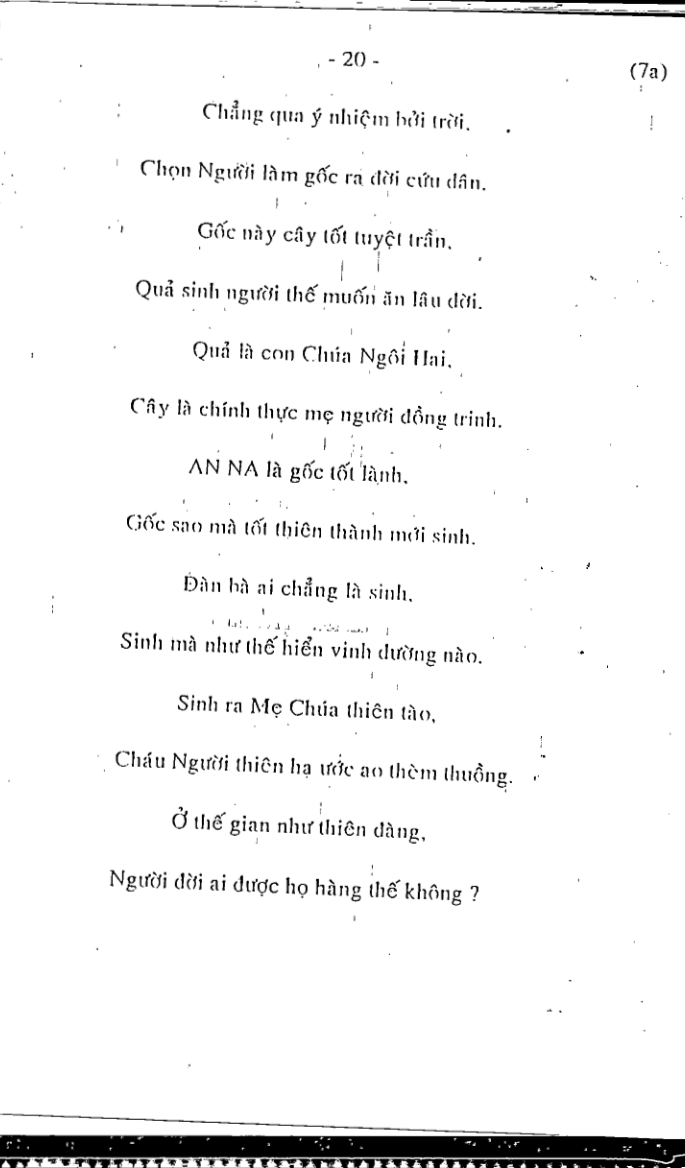 - 20 -
(7a)
Chẳng qua ý nhiệm bởi trời.
Chọn Người làm gốc ra đời cứu dân.
Gốc này cây tốt tuyệt trần,
Quả sinh người thế muốn ăn lâu đời.
Quả là con Chúa Ngôi Hai,
Cây là chính thực mẹ người đồng trinh.
AN NA là gốc tốt lành,
Gốc sao mà tốt thiên thành mới sinh.
Đàn bà ai chẳng là sinh,
Sinh mà như thế hiển vinh dường nào.
Sinh ra Mẹ Chúa thiên tào,
Cháu Người thiên hạ ước ao thèm thuồng.
Ở thế gian như thiên đàng,
Người đời ai được họ hàng thế không ?